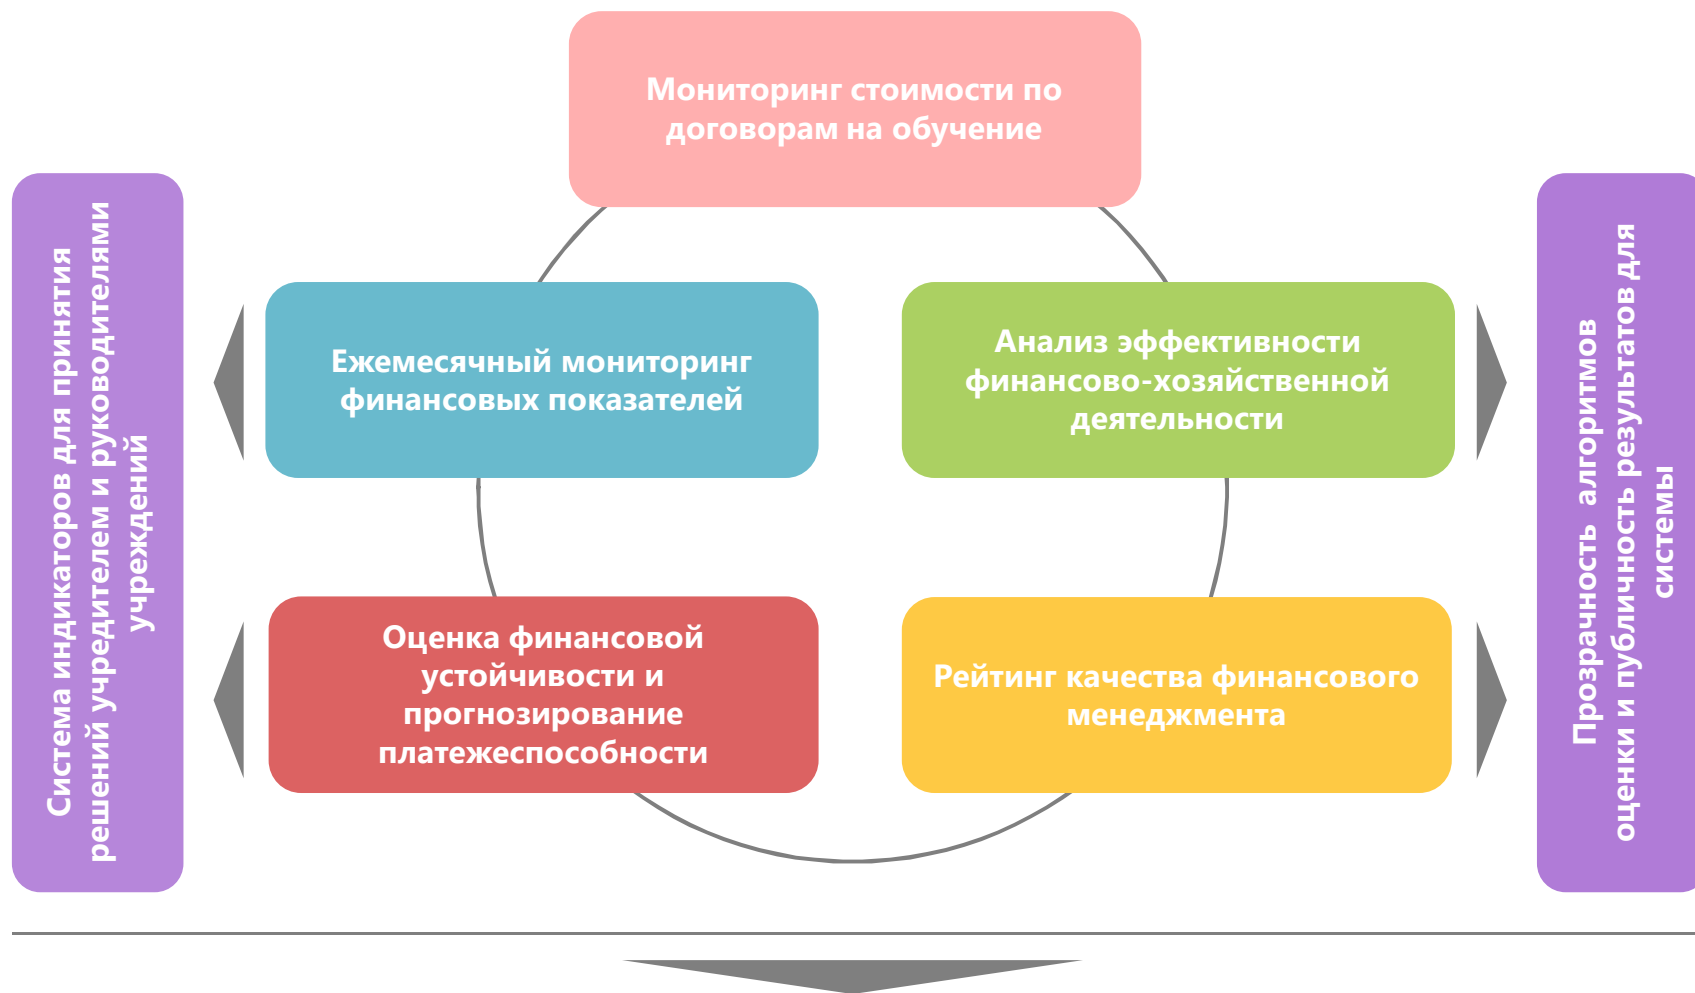 Мониторинг стоимости по
договорам на обучение
Система индикаторов для принятия
решений учредителем и руководителями
учреждений
Ежемесячный мониторинг
финансовых показателей
Анализ эффективности
финансово-хозяйственной
деятельности
Оценка финансовой
устойчивости и
прогнозирование
платежеспособности
Рейтинг качества финансового
менеджмента
Прозрачность алгоритмов
оценки и публичность результатов для
системы